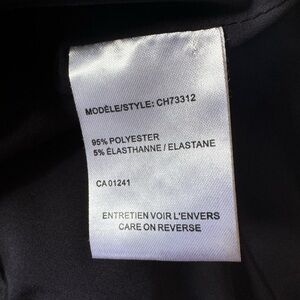 MODÈLE/STYLE: CH73312
95% POLYESTER
5% ÉLASTHANNE / ELASTANE
CA 01241
ENTRETIEN VOIR L'ENVERS
CARE ON REVERSE